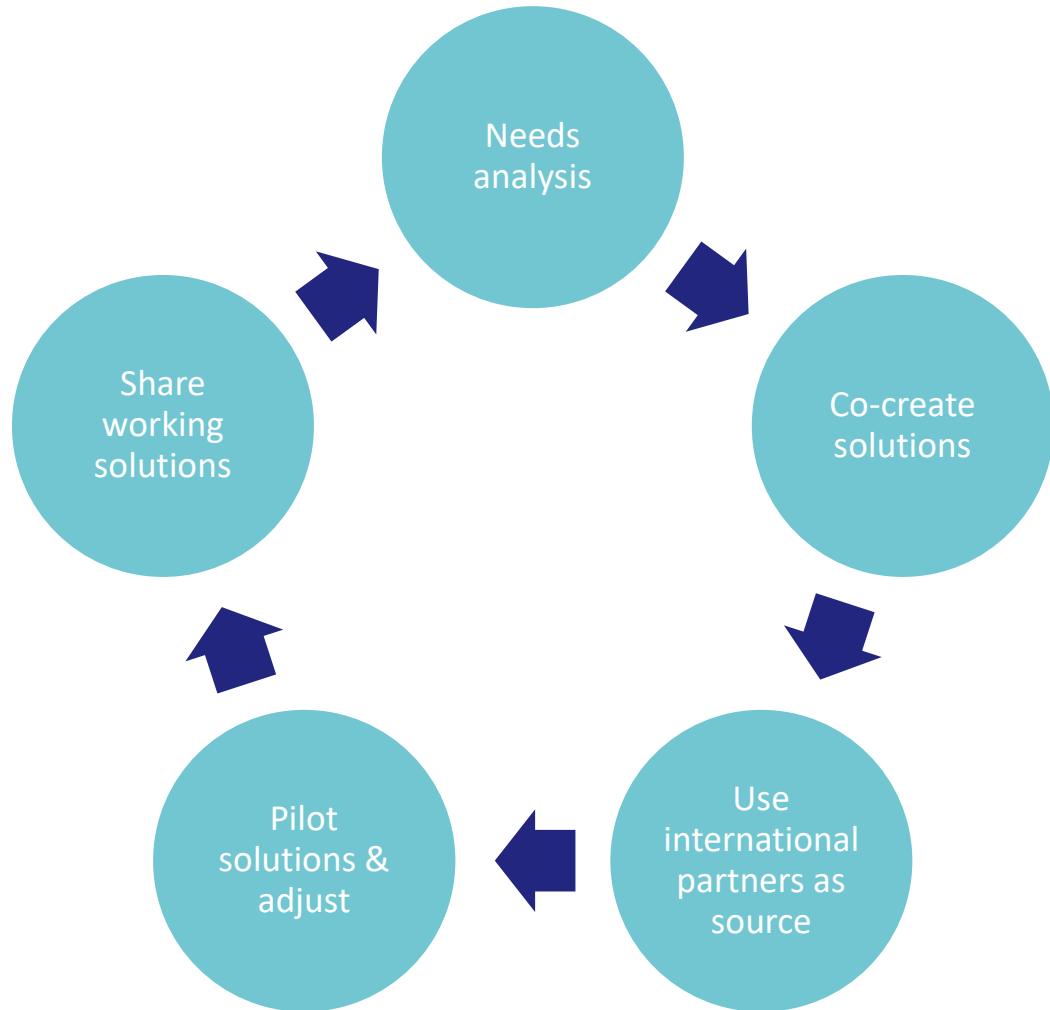 Needs
analysis
Co-create
solutions
Use
international
partners as
source
Pilot
solutions &
adjust
Share
working
solutions